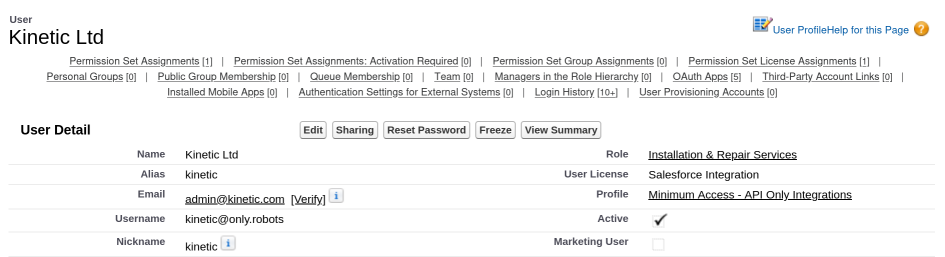 User
Kinetic Ltd
User Profile Help for this Page
Permission Set Assignments [1] | Permission Set Assignments: Activation Required [0] | Permission Set Group Assignments [0] | Permission Set License Assignments [1] |
Personal Groups [0] | Public Group Membership [0] | Queue Membership [0] | Team [0] | Managers in the Role Hierarchy [0] | OAuth Apps [5] | Third-Party Account Links [0] |
Installed Mobile Apps [0] | Authentication Settings for External Systems [0] | Login History [10+] | User Provisioning Accounts [0]
User Detail Edit Sharing Reset Password Freeze View Summary
Name Kinetic Ltd Role Installation & Repair Services
Alias kinetic User License Salesforce Integration
Email admin@kinetic.com [Verify] i Profile Minimum Access - API Only Integrations
Username kinetic@only.robots Active
Nickname kinetic i Marketing User